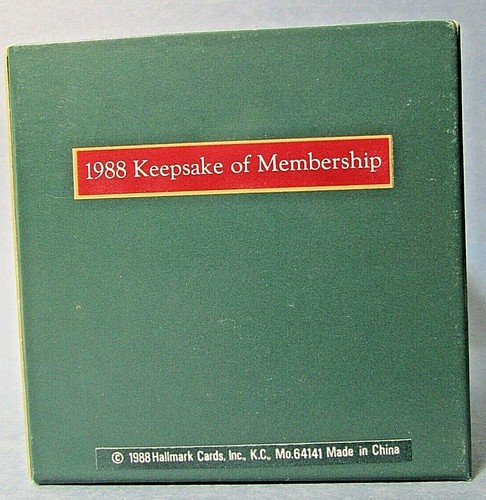 1988 Keepsake of Membership
© 1988 Hallmark Cards, Inc., K.C., Mo. 64141 Made in China